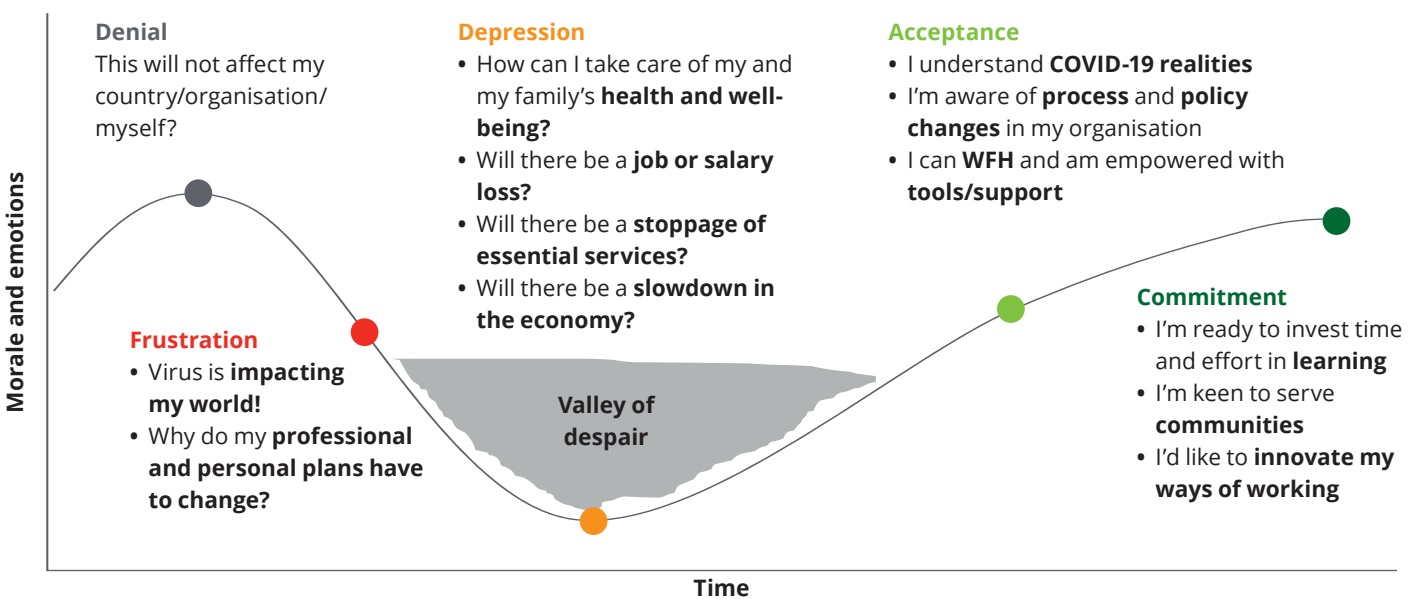 Denial
This will not affect my
country/organisation/
myself?
Depression
• How can I take care of my and
my family's health and well-
being?
• Will there be a job or salary
loss?
• Will there be a stoppage of
essential services?
• Will there be a slowdown in
the economy?
Acceptance
• I understand COVID-19 realities
• I'm aware of process and policy
changes in my organisation
• I can WFH and am empowered with
tools/support
Morale and emotions
Frustration
• Virus is impacting
my world!
• Why do my professional
and personal plans have
to change?
Valley of
despair
Commitment
• I'm ready to invest time
and effort in learning
• I'm keen to serve
communities
• I'd like to innovate my
ways of working
Time